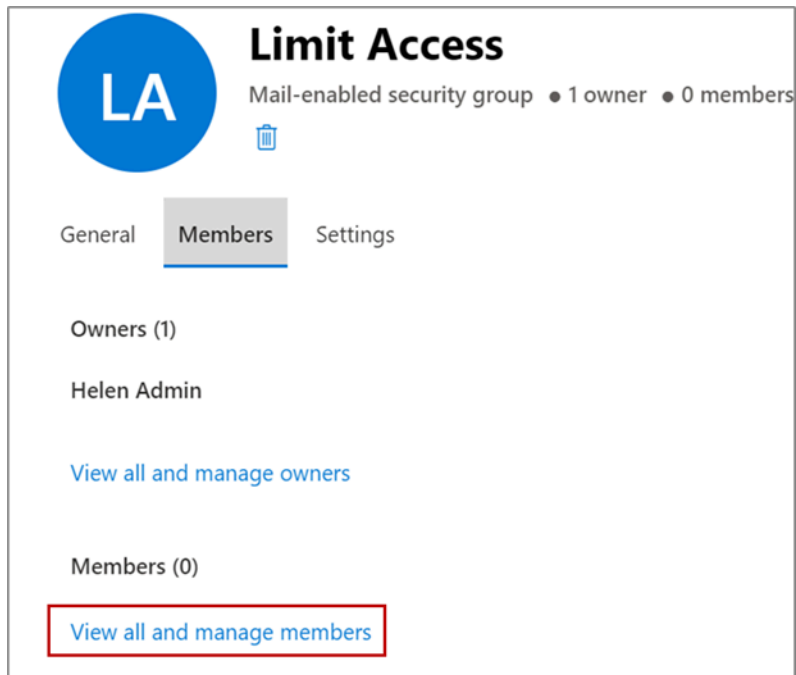 LA
Limit Access
Mail-enabled security group ● 1 owner ● 0 members
General Members Settings
Owners (1)
Helen Admin
View all and manage owners
Members (0)
View all and manage members